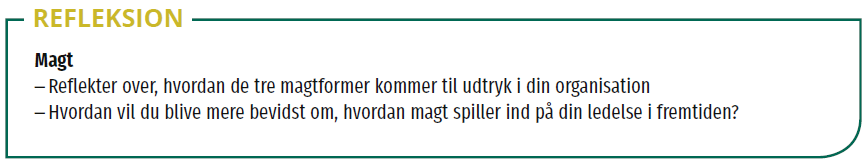 REFLEKSION
Magt
– Reflekter over, hvordan de tre magtformer kommer til udtryk i din organisation
– Hvordan vil du blive mere bevidst om, hvordan magt spiller ind på din ledelse i fremtiden?